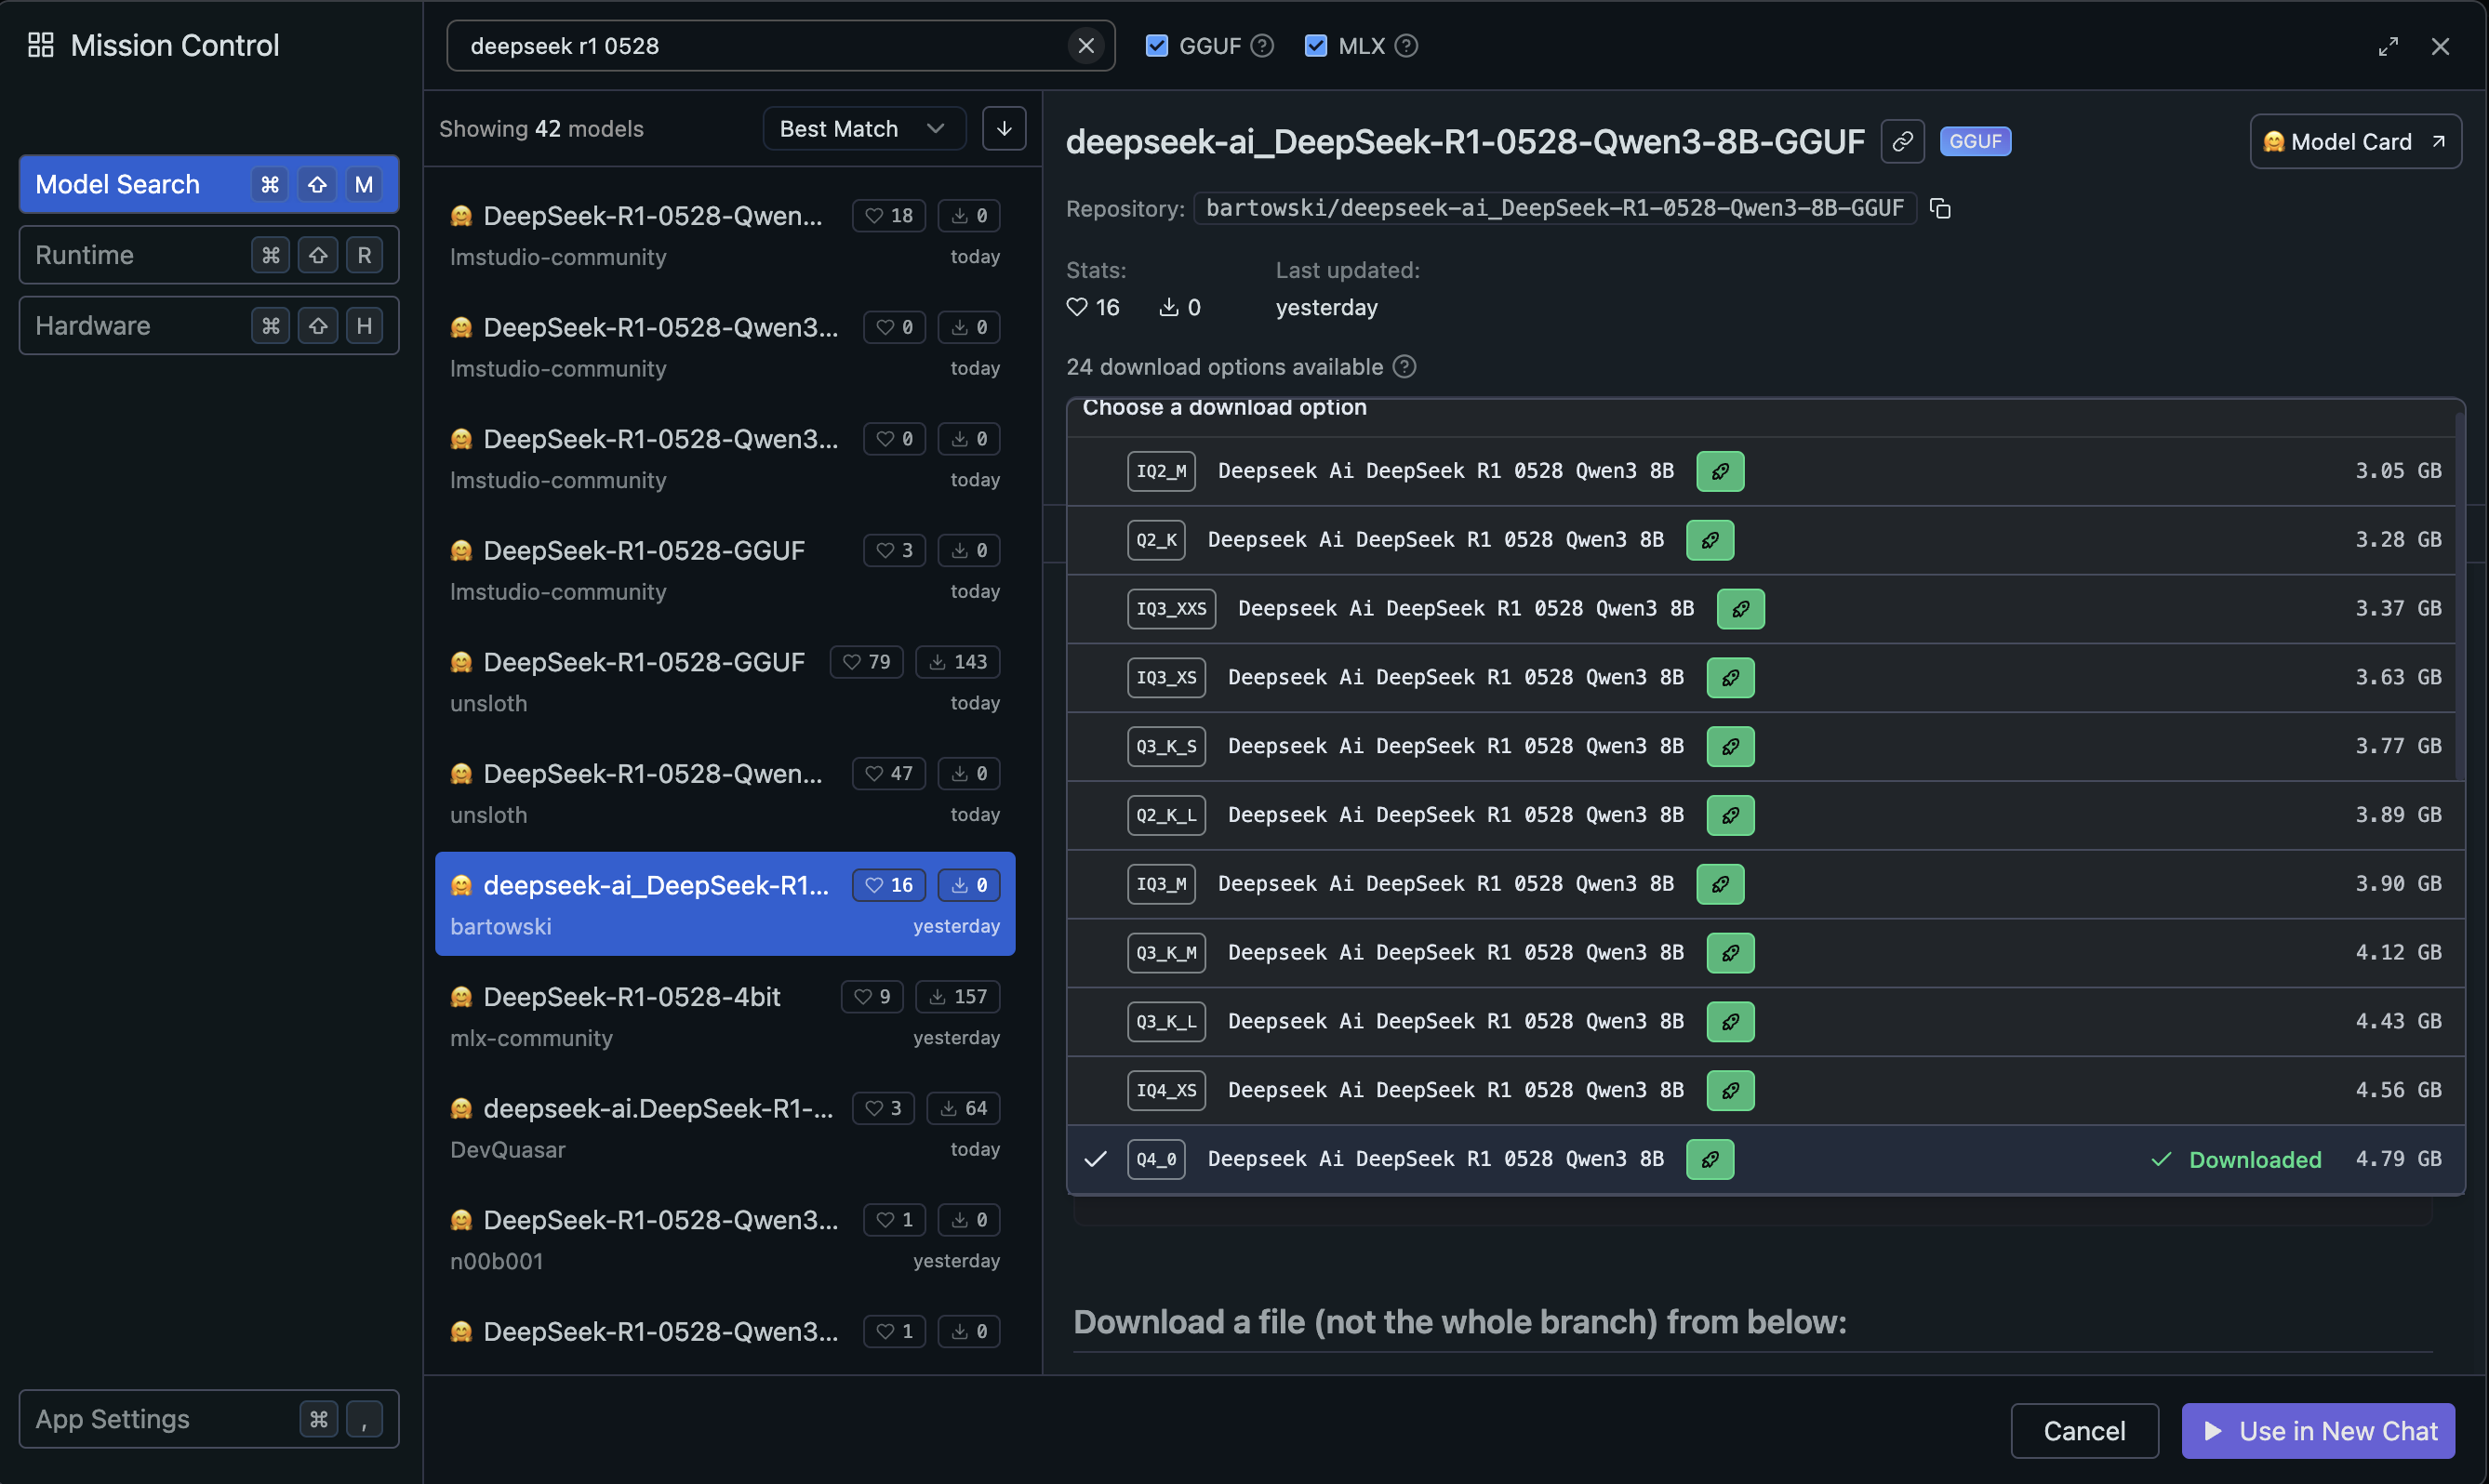 Mission Control
Model Search ⌘ ⇧ M
Runtime ⌘ ⇧ R
Hardware ⌘ ⇧ H
App Settings ⌘ ,
deepseek r1 0528
GGUF ? MLX ?
Showing 42 models Best Match
DeepSeek-R1-0528-Qwen... 18 0
lmstudio-community today
DeepSeek-R1-0528-Qwen3... 0 0
lmstudio-community today
DeepSeek-R1-0528-Qwen3... 0 0
lmstudio-community today
DeepSeek-R1-0528-GGUF 3 0
lmstudio-community today
DeepSeek-R1-0528-GGUF 79 143
unsloth today
DeepSeek-R1-0528-Qwen... 47 0
unsloth today
deepseek-ai_DeepSeek-R1... 16 0
bartowski yesterday
DeepSeek-R1-0528-4bit 9 157
mlx-community yesterday
deepseek-ai.DeepSeek-R1-... 3 64
DevQuasar today
DeepSeek-R1-0528-Qwen3... 1 0
n00b001 yesterday
DeepSeek-R1-0528-Qwen3... 1 0
deepseek-ai_DeepSeek-R1-0528-Qwen3-8B-GGUF GGUF Model Card
Repository: bartowski/deepseek-ai_DeepSeek-R1-0528-Qwen3-8B-GGUF
Stats: Last updated:
16 0 yesterday
24 download options available ?
Choose a download option
IQ2_M Deepseek Ai DeepSeek R1 0528 Qwen3 8B 3.05 GB
Q2_K Deepseek Ai DeepSeek R1 0528 Qwen3 8B 3.28 GB
IQ3_XXS Deepseek Ai DeepSeek R1 0528 Qwen3 8B 3.37 GB
IQ3_XS Deepseek Ai DeepSeek R1 0528 Qwen3 8B 3.63 GB
Q3_K_S Deepseek Ai DeepSeek R1 0528 Qwen3 8B 3.77 GB
Q2_K_L Deepseek Ai DeepSeek R1 0528 Qwen3 8B 3.89 GB
IQ3_M Deepseek Ai DeepSeek R1 0528 Qwen3 8B 3.90 GB
Q3_K_M Deepseek Ai DeepSeek R1 0528 Qwen3 8B 4.12 GB
Q3_K_L Deepseek Ai DeepSeek R1 0528 Qwen3 8B 4.43 GB
IQ4_XS Deepseek Ai DeepSeek R1 0528 Qwen3 8B 4.56 GB
Q4_0 Deepseek Ai DeepSeek R1 0528 Qwen3 8B Downloaded 4.79 GB
Download a file (not the whole branch) from below:
Cancel Use in New Chat